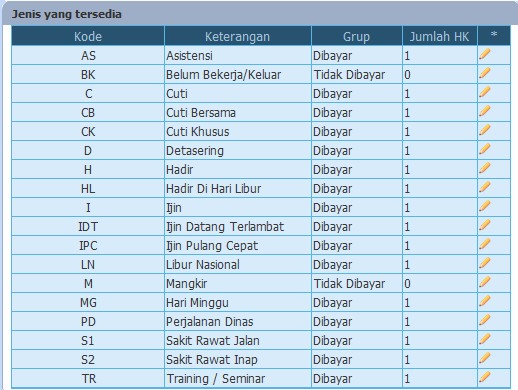 Jenis yang tersedia
Kode Keterangan Grup Jumlah HK *
AS Asistensi Dibayar 1
BK Belum Bekerja/Keluar Tidak Dibayar 0
C Cuti Dibayar 1
CB Cuti Bersama Dibayar 1
CK Cuti Khusus Dibayar 1
D Detasering Dibayar 1
H Hadir Dibayar 1
HL Hadir Di Hari Libur Dibayar 1
I Ijin Dibayar 1
IDT Ijin Datang Terlambat Dibayar 1
IPC Ijin Pulang Cepat Dibayar 1
LN Libur Nasional Dibayar 1
M Mangkir Tidak Dibayar 0
MG Hari Minggu Dibayar 1
PD Perjalanan Dinas Dibayar 1
S1 Sakit Rawat Jalan Dibayar 1
S2 Sakit Rawat Inap Dibayar 1
TR Training / Seminar Dibayar 1